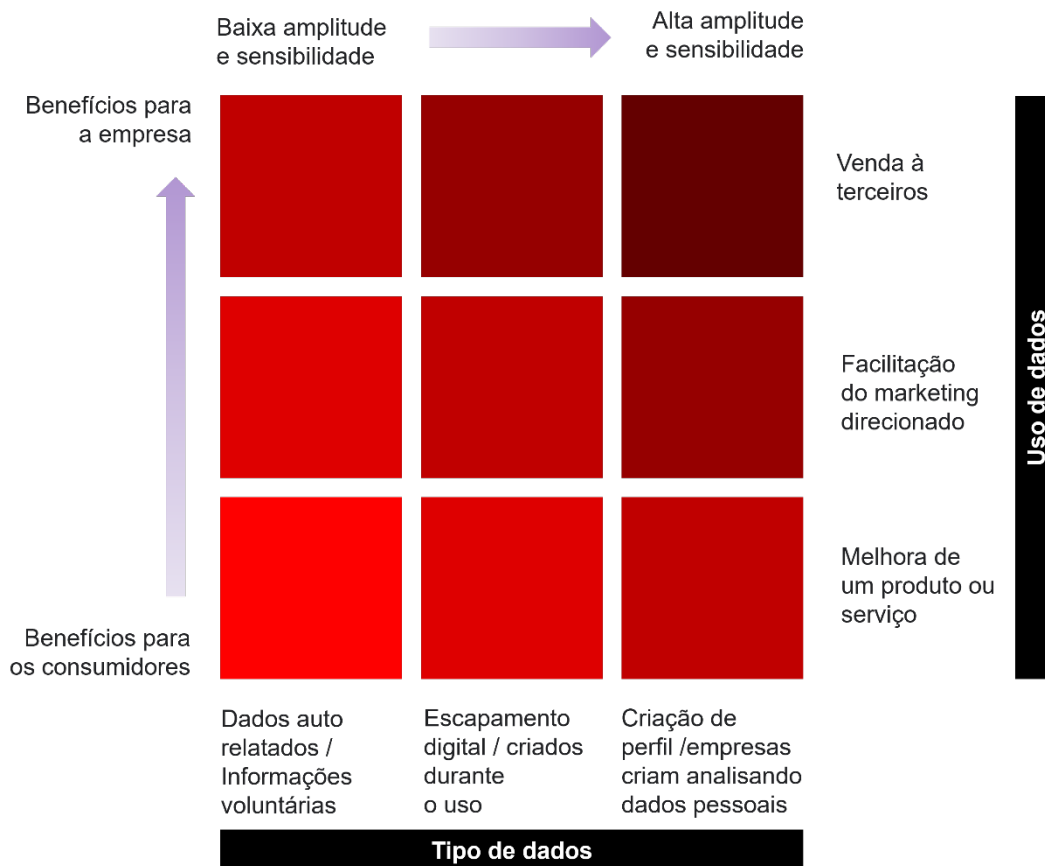 Baixa amplitude
e sensibilidade
Alta amplitude
e sensibilidade
Benefícios para
a empresa
Venda à
terceiros
Facilitação
do marketing
direcionado
Uso de dados
Melhora de
um produto ou
serviço
Benefícios para
os consumidores
Dados auto
relatados /
Informações
voluntárias
Escapamento
digital / criados
durante
o uso
Criação de
perfil /empresas
criam analisando
dados pessoais
Tipo de dados